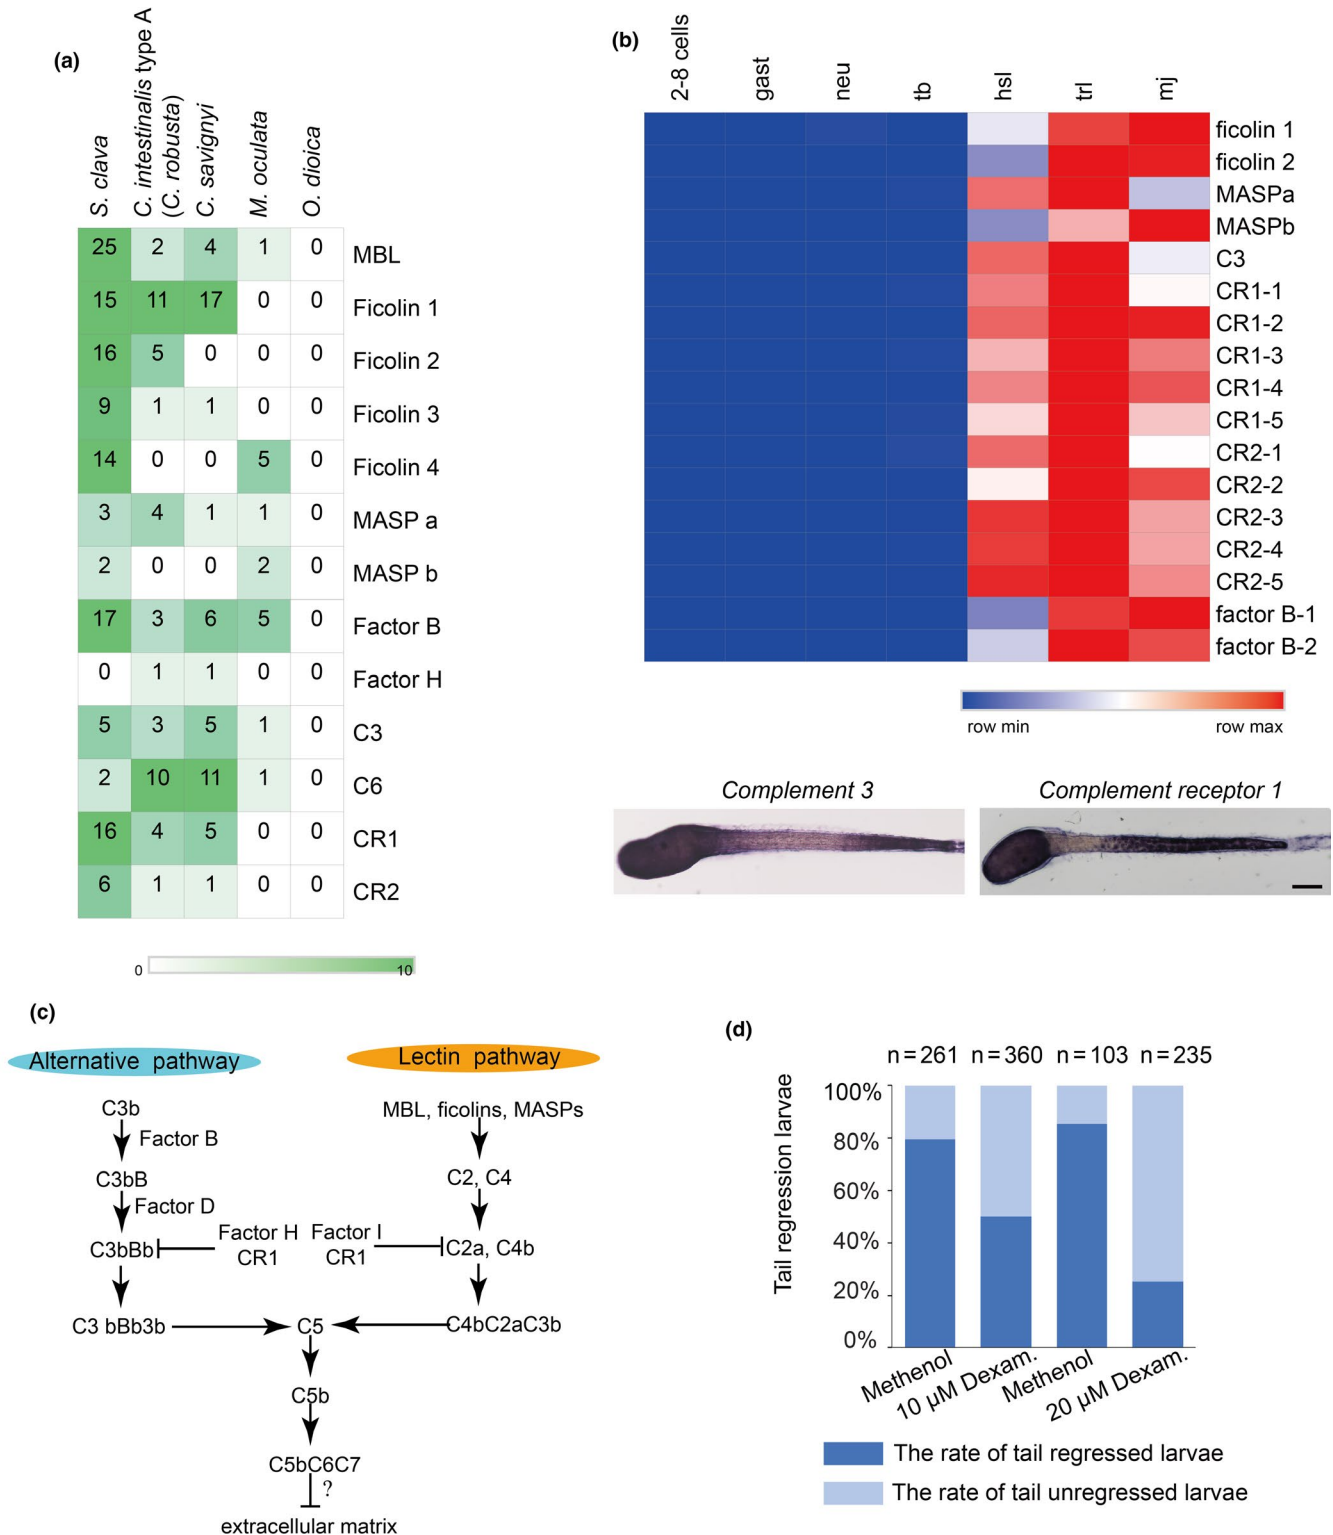 (a)
S. clava
C. intestinalis type A
(C. robusta)
C. savignyi
M. oculata
O. dioica
25 2 4 1 0 MBL
15 11 17 0 0 Ficolin 1
16 5 0 0 0 Ficolin 2
9 1 1 0 0 Ficolin 3
14 0 0 5 0 Ficolin 4
3 4 1 1 0 MASP a
2 0 0 2 0 MASP b
17 3 6 5 0 Factor B
0 1 1 0 0 Factor H
5 3 5 1 0 C3
2 10 11 1 0 C6
16 4 5 0 0 CR1
6 1 1 0 0 CR2
0 10
(b)
2-8 cells
gast
neu
tb
hsl
trl
mj
ficolin 1
ficolin 2
MASPa
MASPb
C3
CR1-1
CR1-2
CR1-3
CR1-4
CR1-5
CR2-1
CR2-2
CR2-3
CR2-4
CR2-5
factor B-1
factor B-2
row min row max
Complement 3
Complement receptor 1
(c)
Alternative pathway
Lectin pathway
C3b
MBL, ficolins, MASPs
Factor B
C3bB
C2, C4
Factor D
Factor H
CR1
Factor I
CR1
C3bBb
C2a, C4b
C3 bBb3b
C5
C4bC2aC3b
C5b
C5bC6C7
?
extracellular matrix
(d)
n = 261 n = 360 n = 103 n = 235
Tail regression larvae
100%
80%
60%
40%
20%
0%
Methenol
10 µM Dexam.
Methenol
20 µM Dexam.
The rate of tail regressed larvae
The rate of tail unregressed larvae